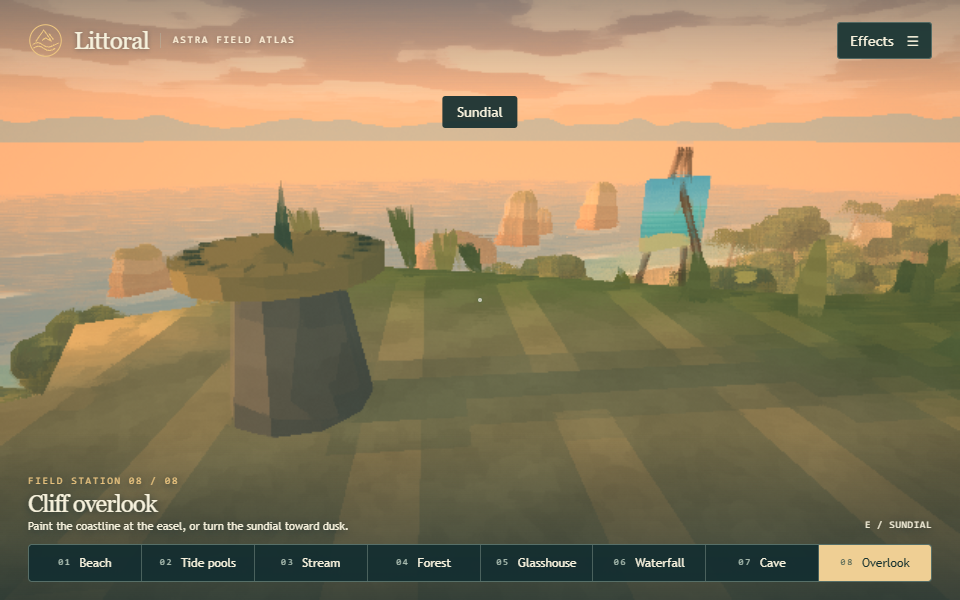 Littoral
ASTRA FIELD ATLAS
Effects
Sundial
FIELD STATION 08 / 08
Cliff overlook
Paint the coastline at the easel, or turn the sundial toward dusk.
E / SUNDIAL
01 Beach
02 Tide pools
03 Stream
04 Forest
05 Glasshouse
06 Waterfall
07 Cave
08 Overlook